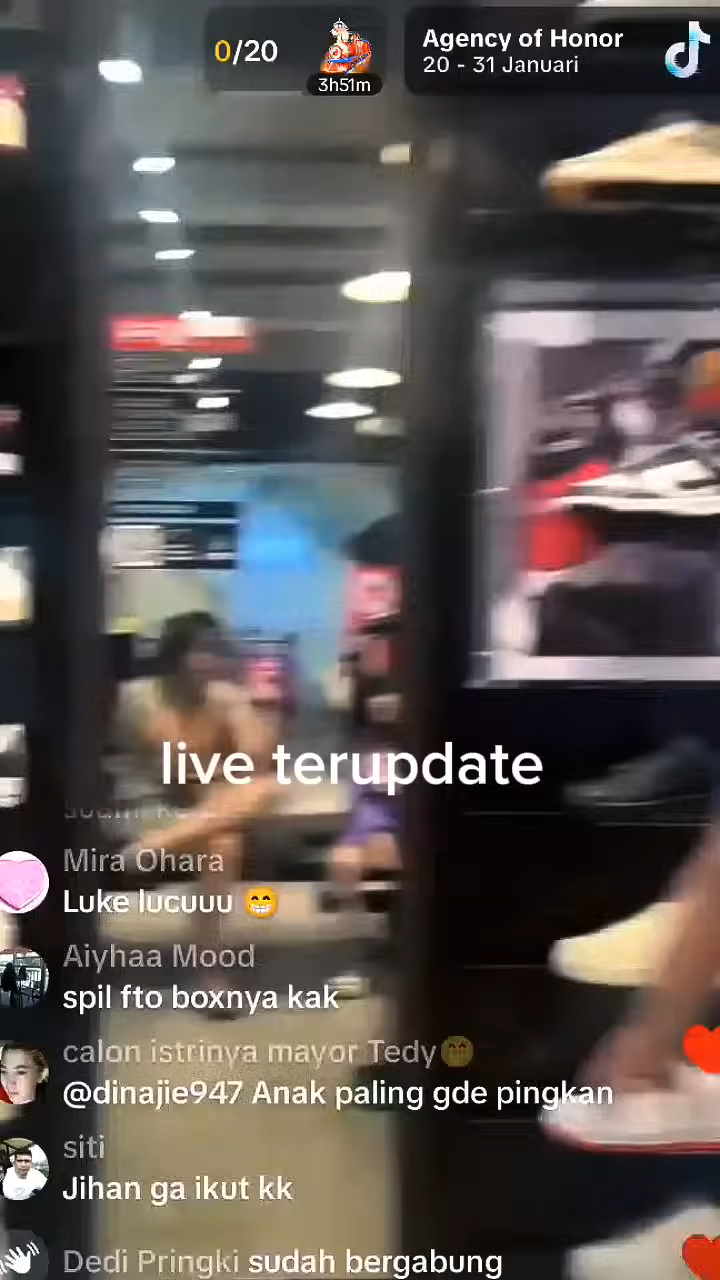 0/20
3h51m
Agency of Honor
20 - 31 Januari
live terupdate
Mira Ohara
Luke lucuuu 😁
Aiyhaa Mood
spil fto boxnya kak
calon istrinya mayor Tedy😁
@dinajie947 Anak paling gde pingkan
siti
Jihan ga ikut kk
Dedi Pringki sudah bergabung